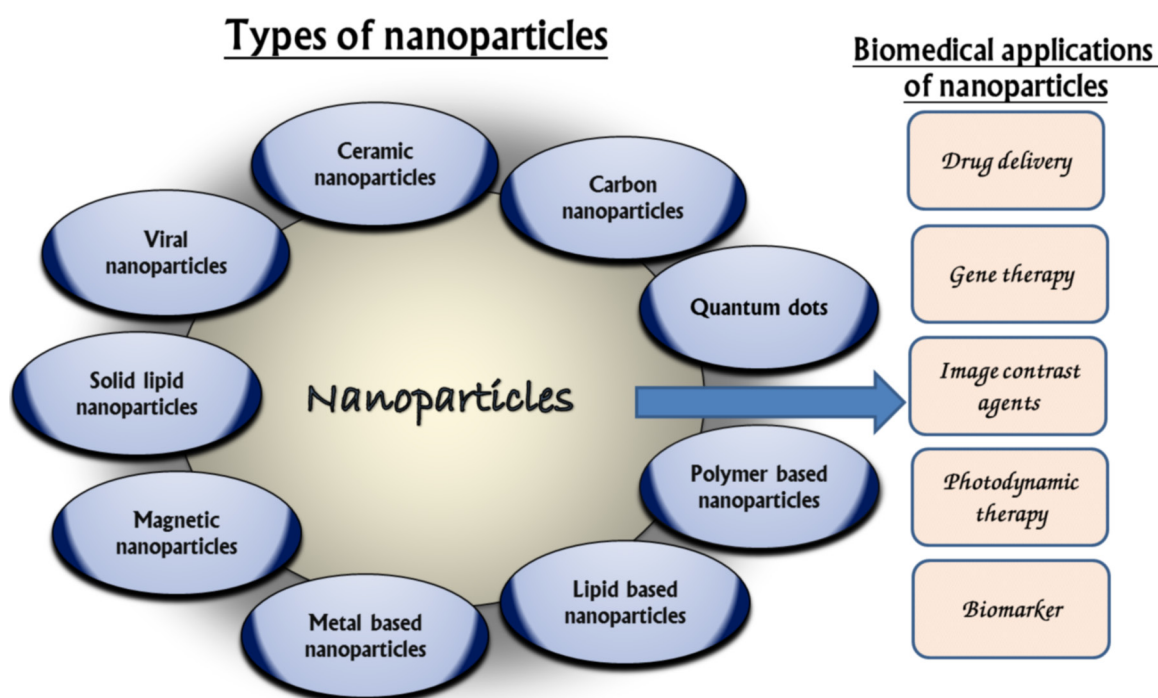 Types of nanoparticles
Biomedical applications
of nanoparticles
Ceramic
nanoparticles
Carbon
nanoparticles
Quantum dots
Polymer based
nanoparticles
Lipid based
nanoparticles
Metal based
nanoparticles
Magnetic
nanoparticles
Solid lipid
nanoparticles
Viral
nanoparticles
Nanoparticles
Drug delivery
Gene therapy
Image contrast
agents
Photodynamic
therapy
Biomarker